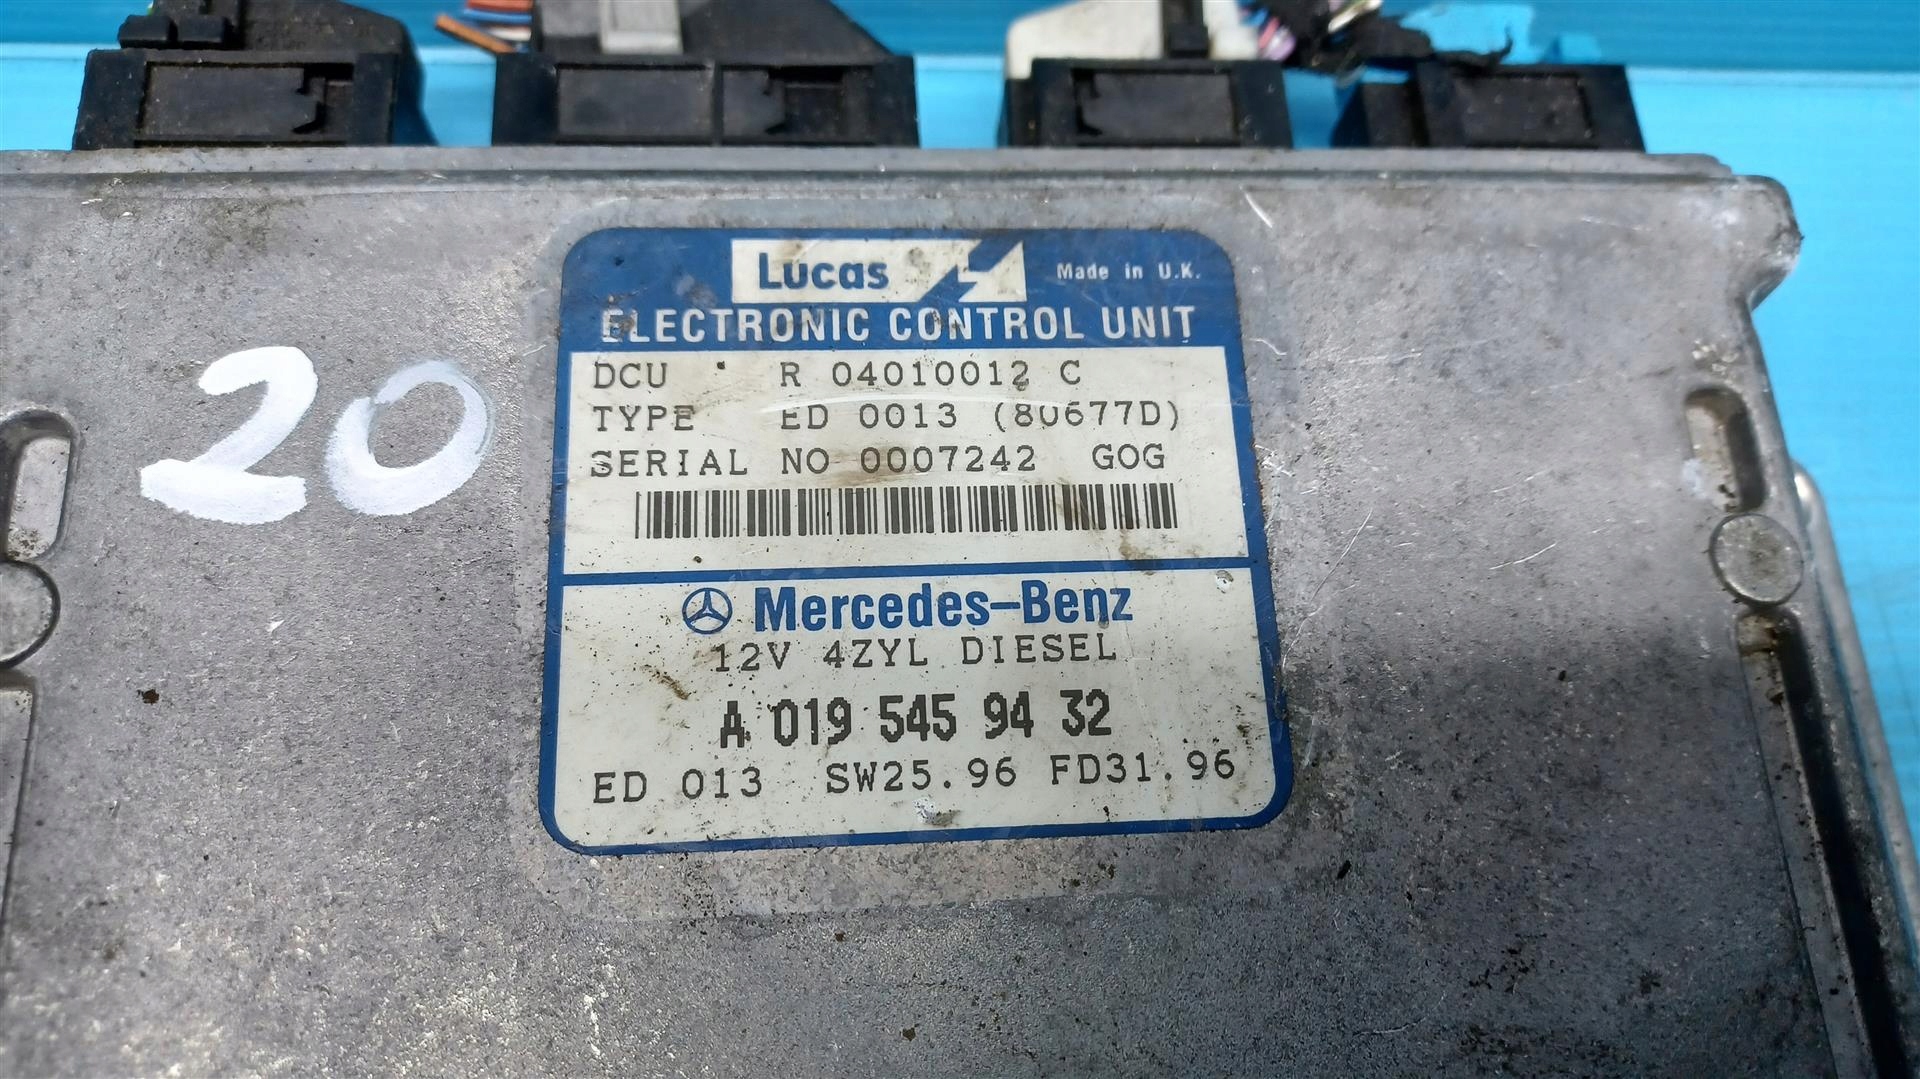 20
Lucas Made in U.K.
ELECTRONIC CONTROL UNIT
DCU R 04010012 C
TYPE ED 0013 (80677D)
SERIAL NO 0007242 GOG
Mercedes-Benz
12V 4ZYL DIESEL
A 019 545 94 32
ED 013 SW25.96 FD31.96